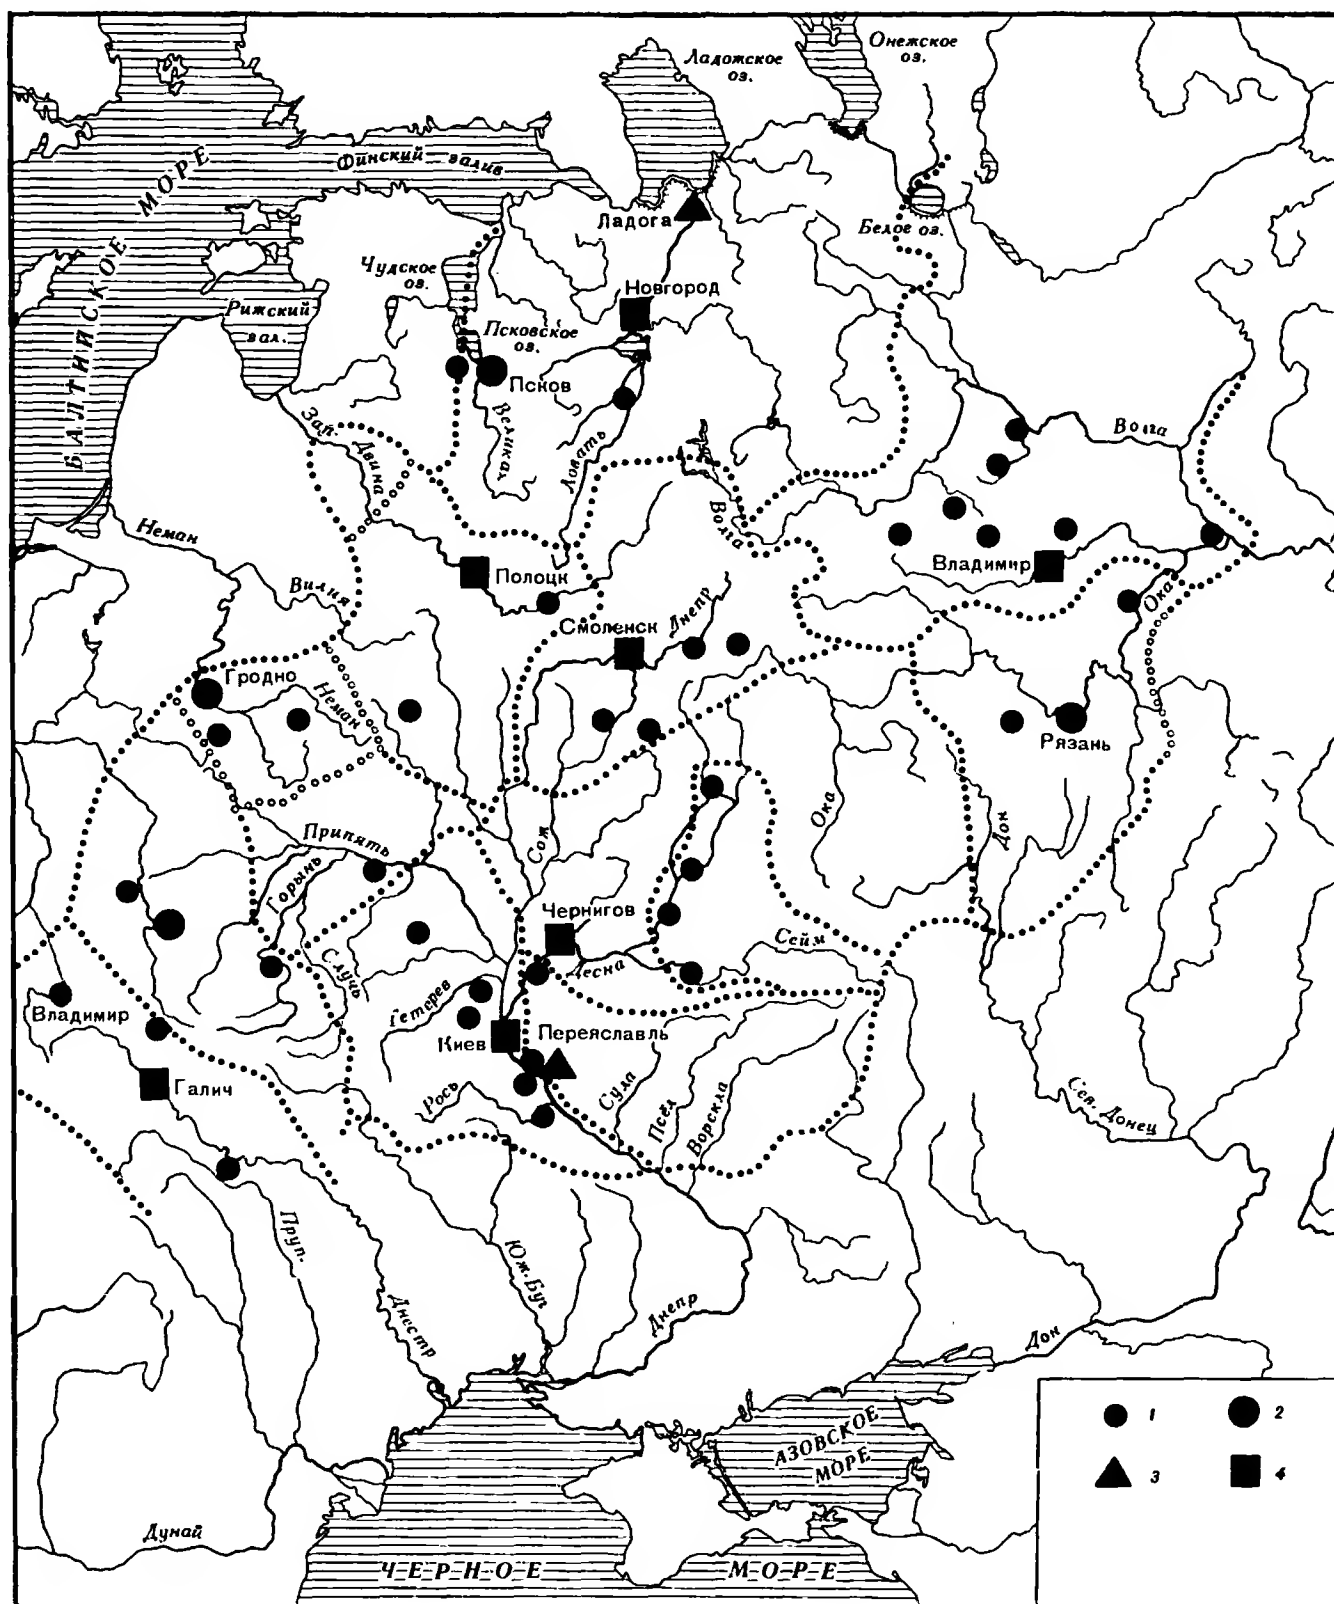 Онежское
оз.
Ладожское
оз.
Финский залив
БАЛТИЙСКОЕ МОРЕ
Ладога
Белое оз.
Чудское
оз.
Новгород
Рижский
зал.
Псковское
оз.
Псков
Великая
Ловать
Зап.
Двина
Волга
Волга
Неман
Вилия
Полоцк
Владимир
Ока
Смоленск
Днепр
Гродно
Неман
Рязань
Ока
Дон
Сож
Припять
Горынь
Случь
Чернигов
Сейм
Десна
Тетерев
Владимир
Киев
Переяславль
Галич
Рось
Сула
Псёл
Ворскла
Сев. Донец
Прут.
Юж. Буг
Днестр
Днепр
Дон
АЗОВСКОЕ
МОРЕ
Дунай
ЧЕРНОЕ МОРЕ
1
2
3
4